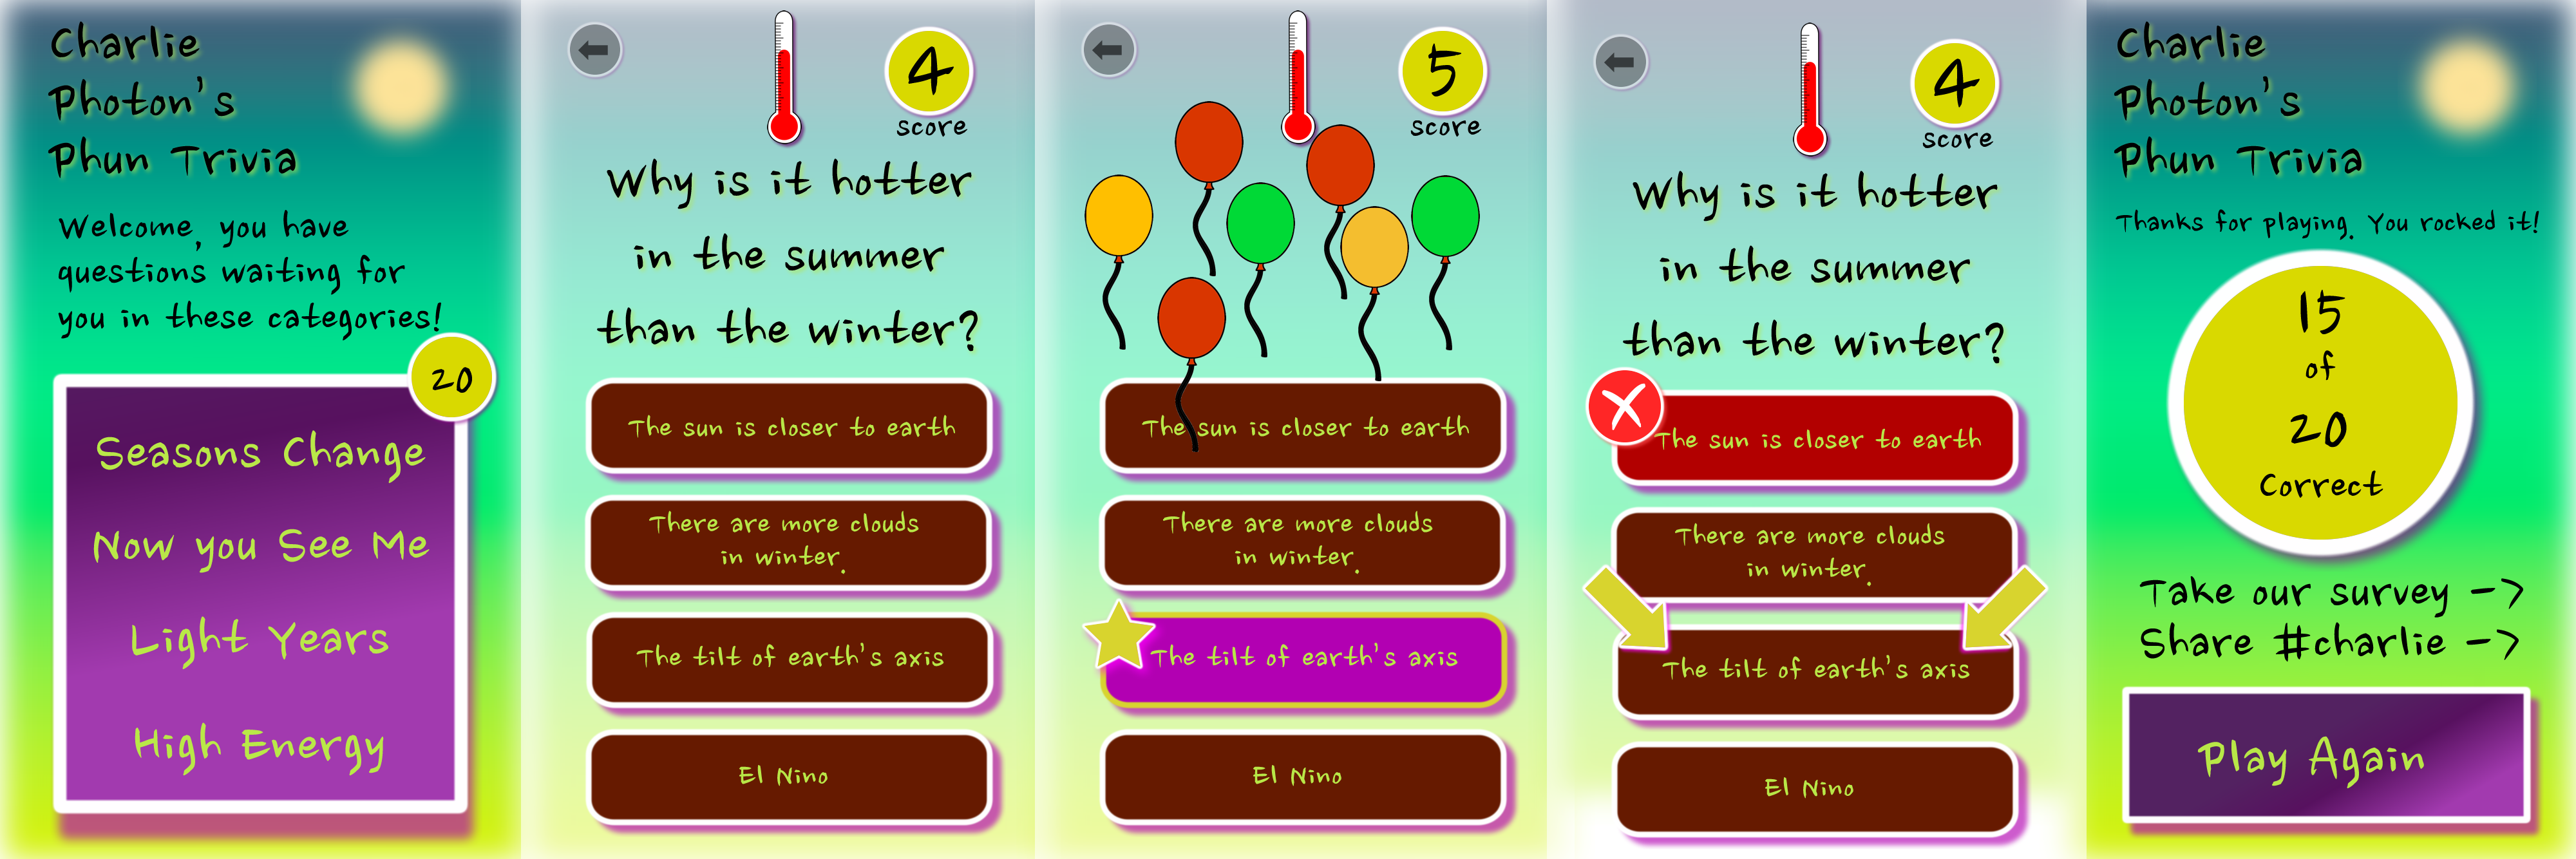 Charlie
Photon's
Phun Trivia
Welcome, you have
questions waiting for
you in these categories!
20
Seasons Change
Now you See Me
Light Years
High Energy
4
score
Why is it hotter
in the summer
than the winter?
The sun is closer to earth
There are more clouds
in winter.
The tilt of earth's axis
El Nino
5
score
The sun is closer to earth
There are more clouds
in winter.
The tilt of earth's axis
El Nino
4
score
Why is it hotter
in the summer
than the winter?
The sun is closer to earth
There are more clouds
in winter.
The tilt of earth's axis
El Nino
Charlie
Photon's
Phun Trivia
Thanks for playing. You rocked it!
15
of
20
Correct
Take our survey ->
Share #charlie ->
Play Again